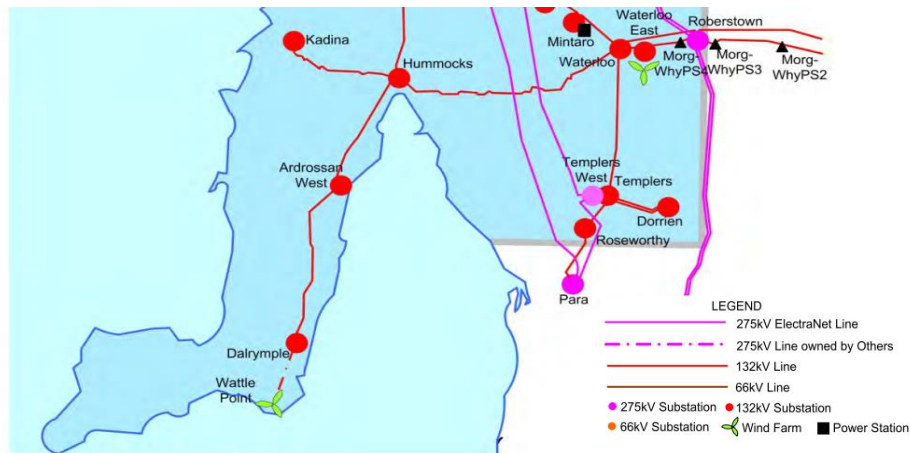 Waterloo
East
Roberstown
Kadina
Mintaro
Waterloo
Hummocks
Morg-
WhyPS4
Morg-
WhyPS3
Morg-
WhyPS2
Ardrossan
West
Templers
West
Templers
Dorrien
Roseworthy
Para
Dalrymple
Wattle
Point
LEGEND
275kV ElectraNet Line
275kV Line owned by Others
132kV Line
66kV Line
275kV Substation
132kV Substation
66kV Substation
Wind Farm
Power Station